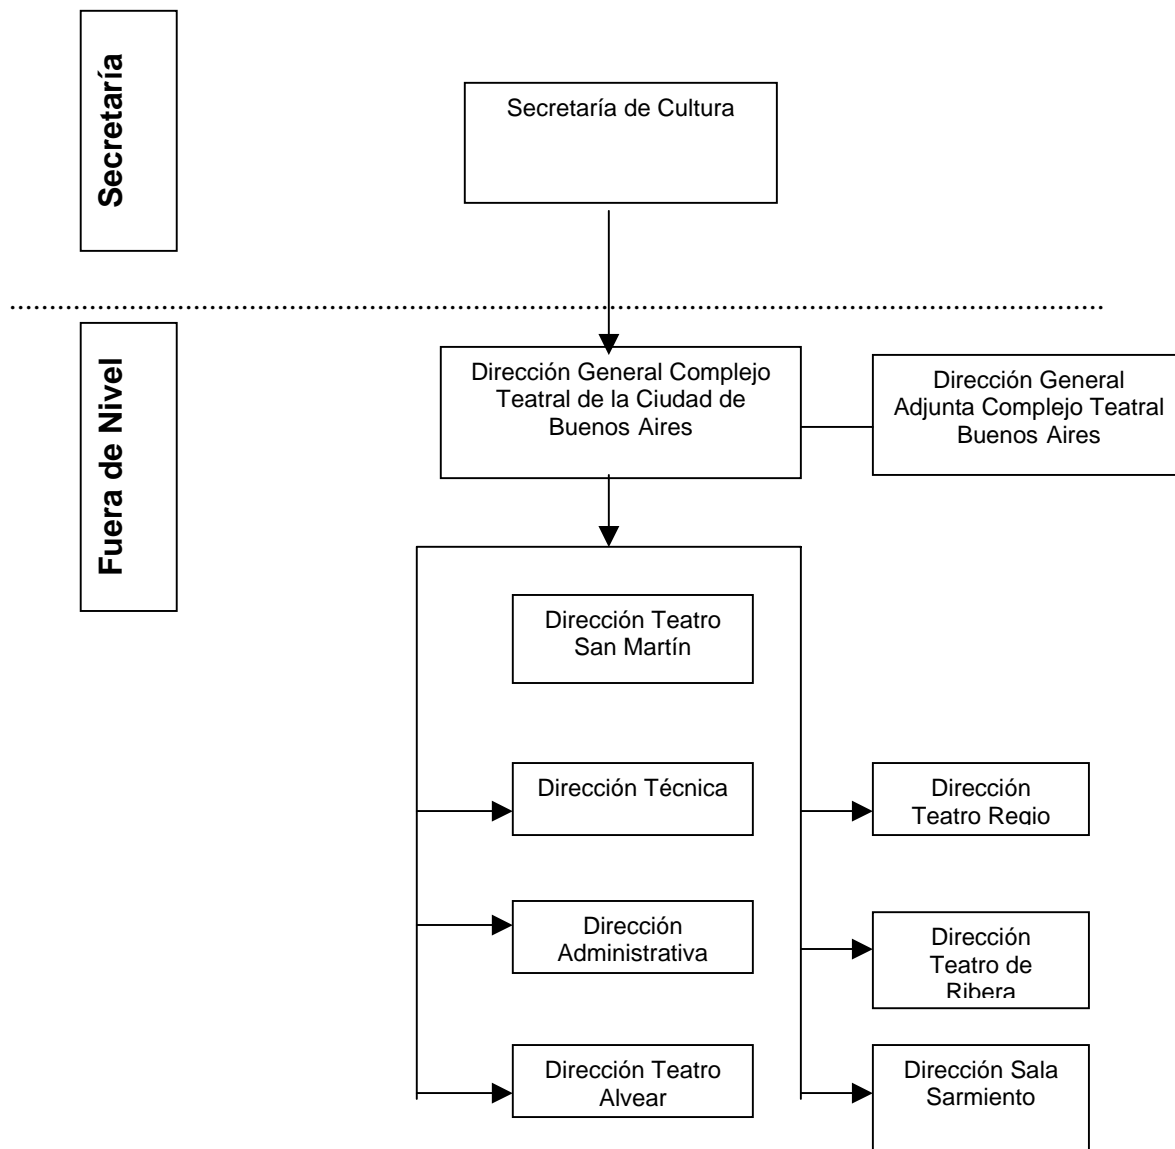 Secretaría
Secretaría de Cultura
Fuera de Nivel
Dirección General Complejo
Teatral de la Ciudad de
Buenos Aires
Dirección General
Adjunta Complejo Teatral
Buenos Aires
Dirección Teatro
San Martín
Dirección Técnica
Dirección
Teatro Regio
Dirección
Administrativa
Dirección
Teatro de
Ribera
Dirección Teatro
Alvear
Dirección Sala
Sarmiento